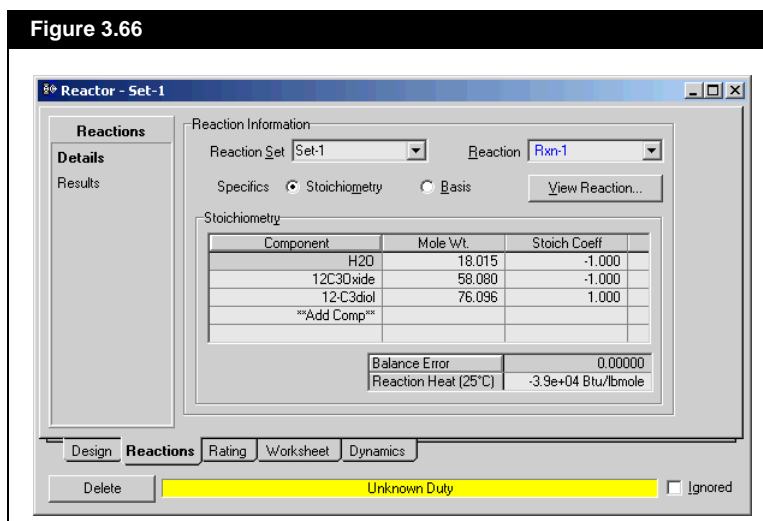 Figure 3.66
Reactor - Set-1
Reactions
Details
Results
Reaction Information
Reaction Set Set-1 Reaction Rxn-1
Specifics Stoichiometry Basis View Reaction...
Stoichiometry
Component Mole Wt. Stoich Coeff
H2O 18.015 -1.000
12C3Oxide 58.080 -1.000
12-C3diol 76.096 1.000
**Add Comp**
Balance Error 0.00000
Reaction Heat (25°C) -3.9e+04 Btu/lbmole
Design Reactions Rating Worksheet Dynamics
Delete Unknown Duty Ignored